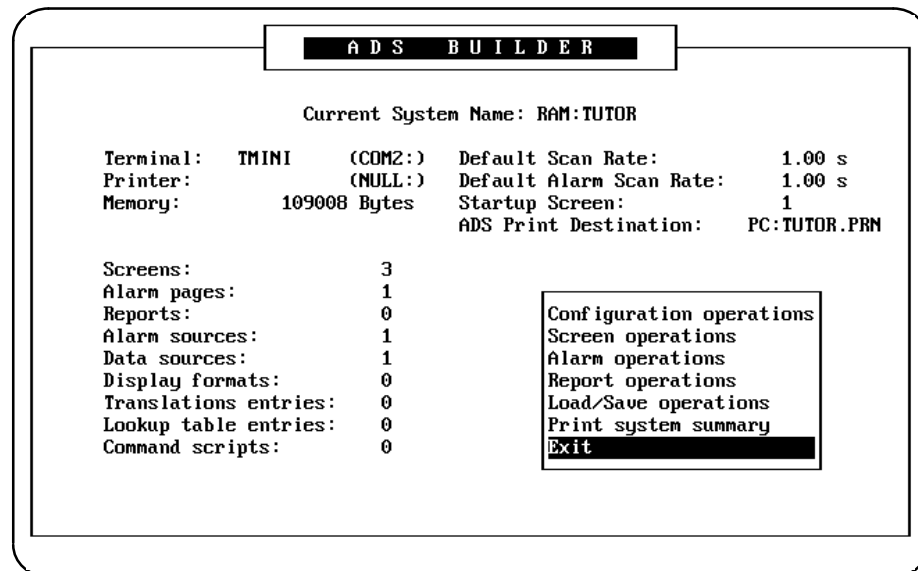 ADS BUILDER
Current System Name: RAM:TUTOR
Terminal: TMINI (COM2:) Default Scan Rate: 1.00 s
Printer: (NULL:) Default Alarm Scan Rate: 1.00 s
Memory: 109008 Bytes Startup Screen: 1
ADS Print Destination: PC:TUTOR.PRN
Screens: 3
Alarm pages: 1
Reports: 0
Alarm sources: 1
Data sources: 1
Display formats: 0
Translations entries: 0
Lookup table entries: 0
Command scripts: 0
Configuration operations
Screen operations
Alarm operations
Report operations
Load/Save operations
Print system summary
Exit